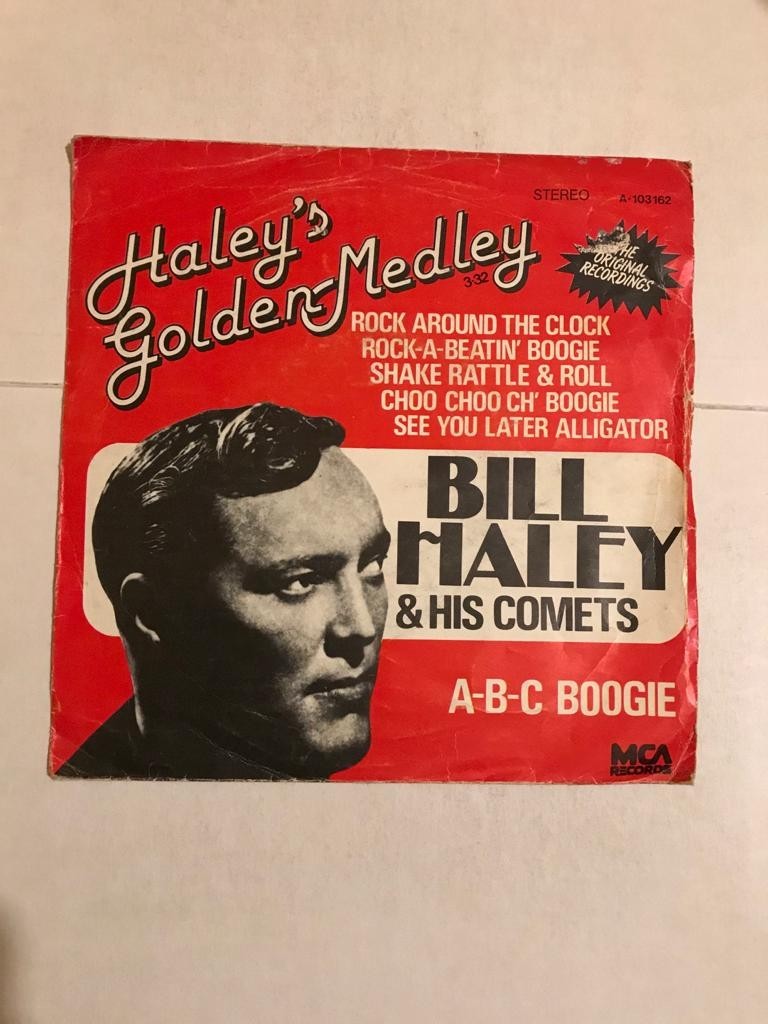 STEREO A-103162
Haley's
Golden Medley
3·32
HE
ORIGINAL
RECORDINGS
ROCK AROUND THE CLOCK
ROCK-A-BEATIN' BOOGIE
SHAKE RATTLE & ROLL
CHOO CHOO CH' BOOGIE
SEE YOU LATER ALLIGATOR
BILL
HALEY
& HIS COMETS
A-B-C BOOGIE
MCA
RECORDS